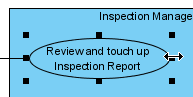 Inspection Manage
Review and touch up
Inspection Report